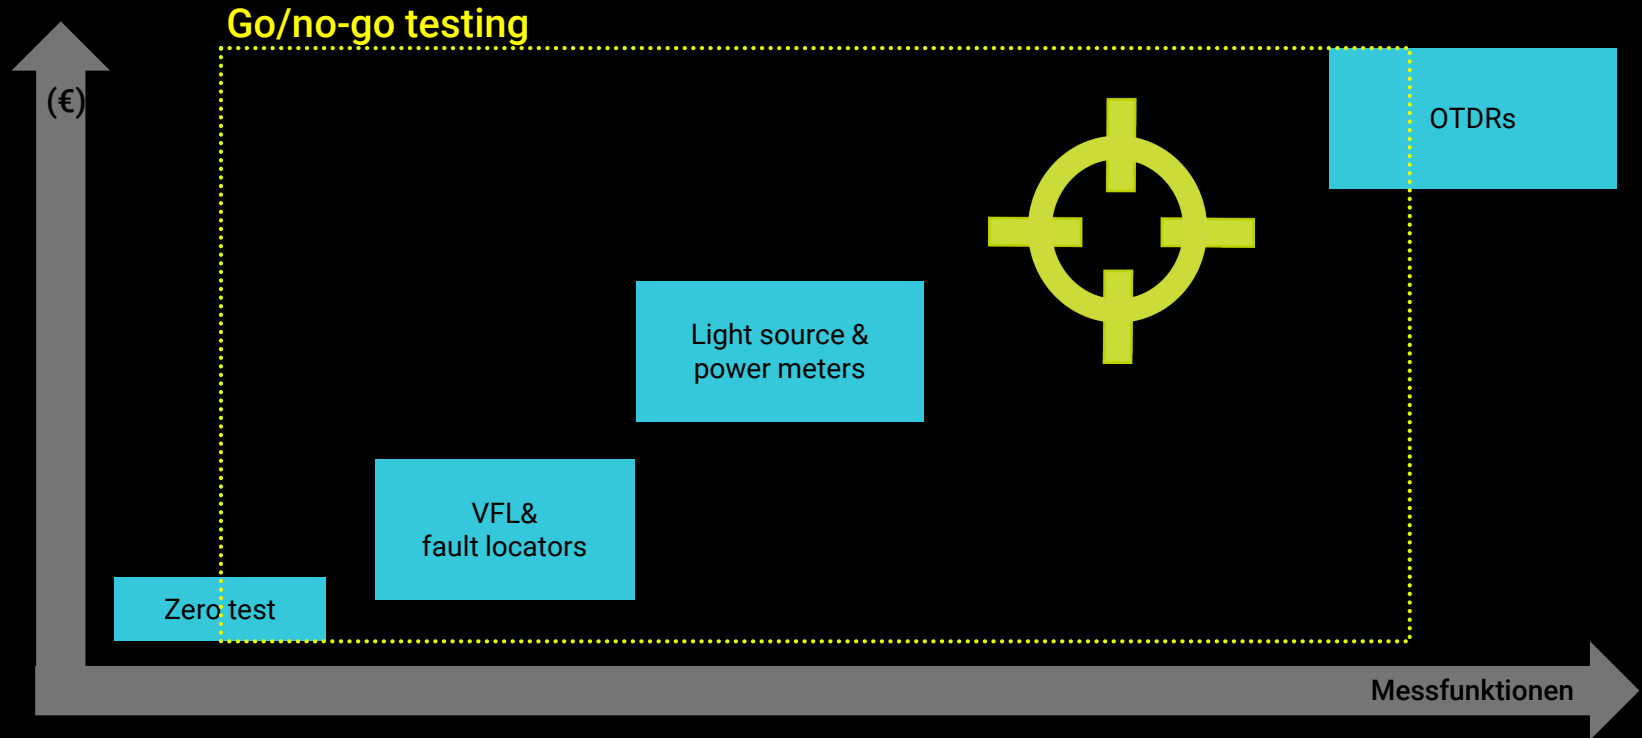 Go/no-go testing
(€)
OTDRs
Light source &
power meters
VFL&
fault locators
Zero test
Messfunktionen